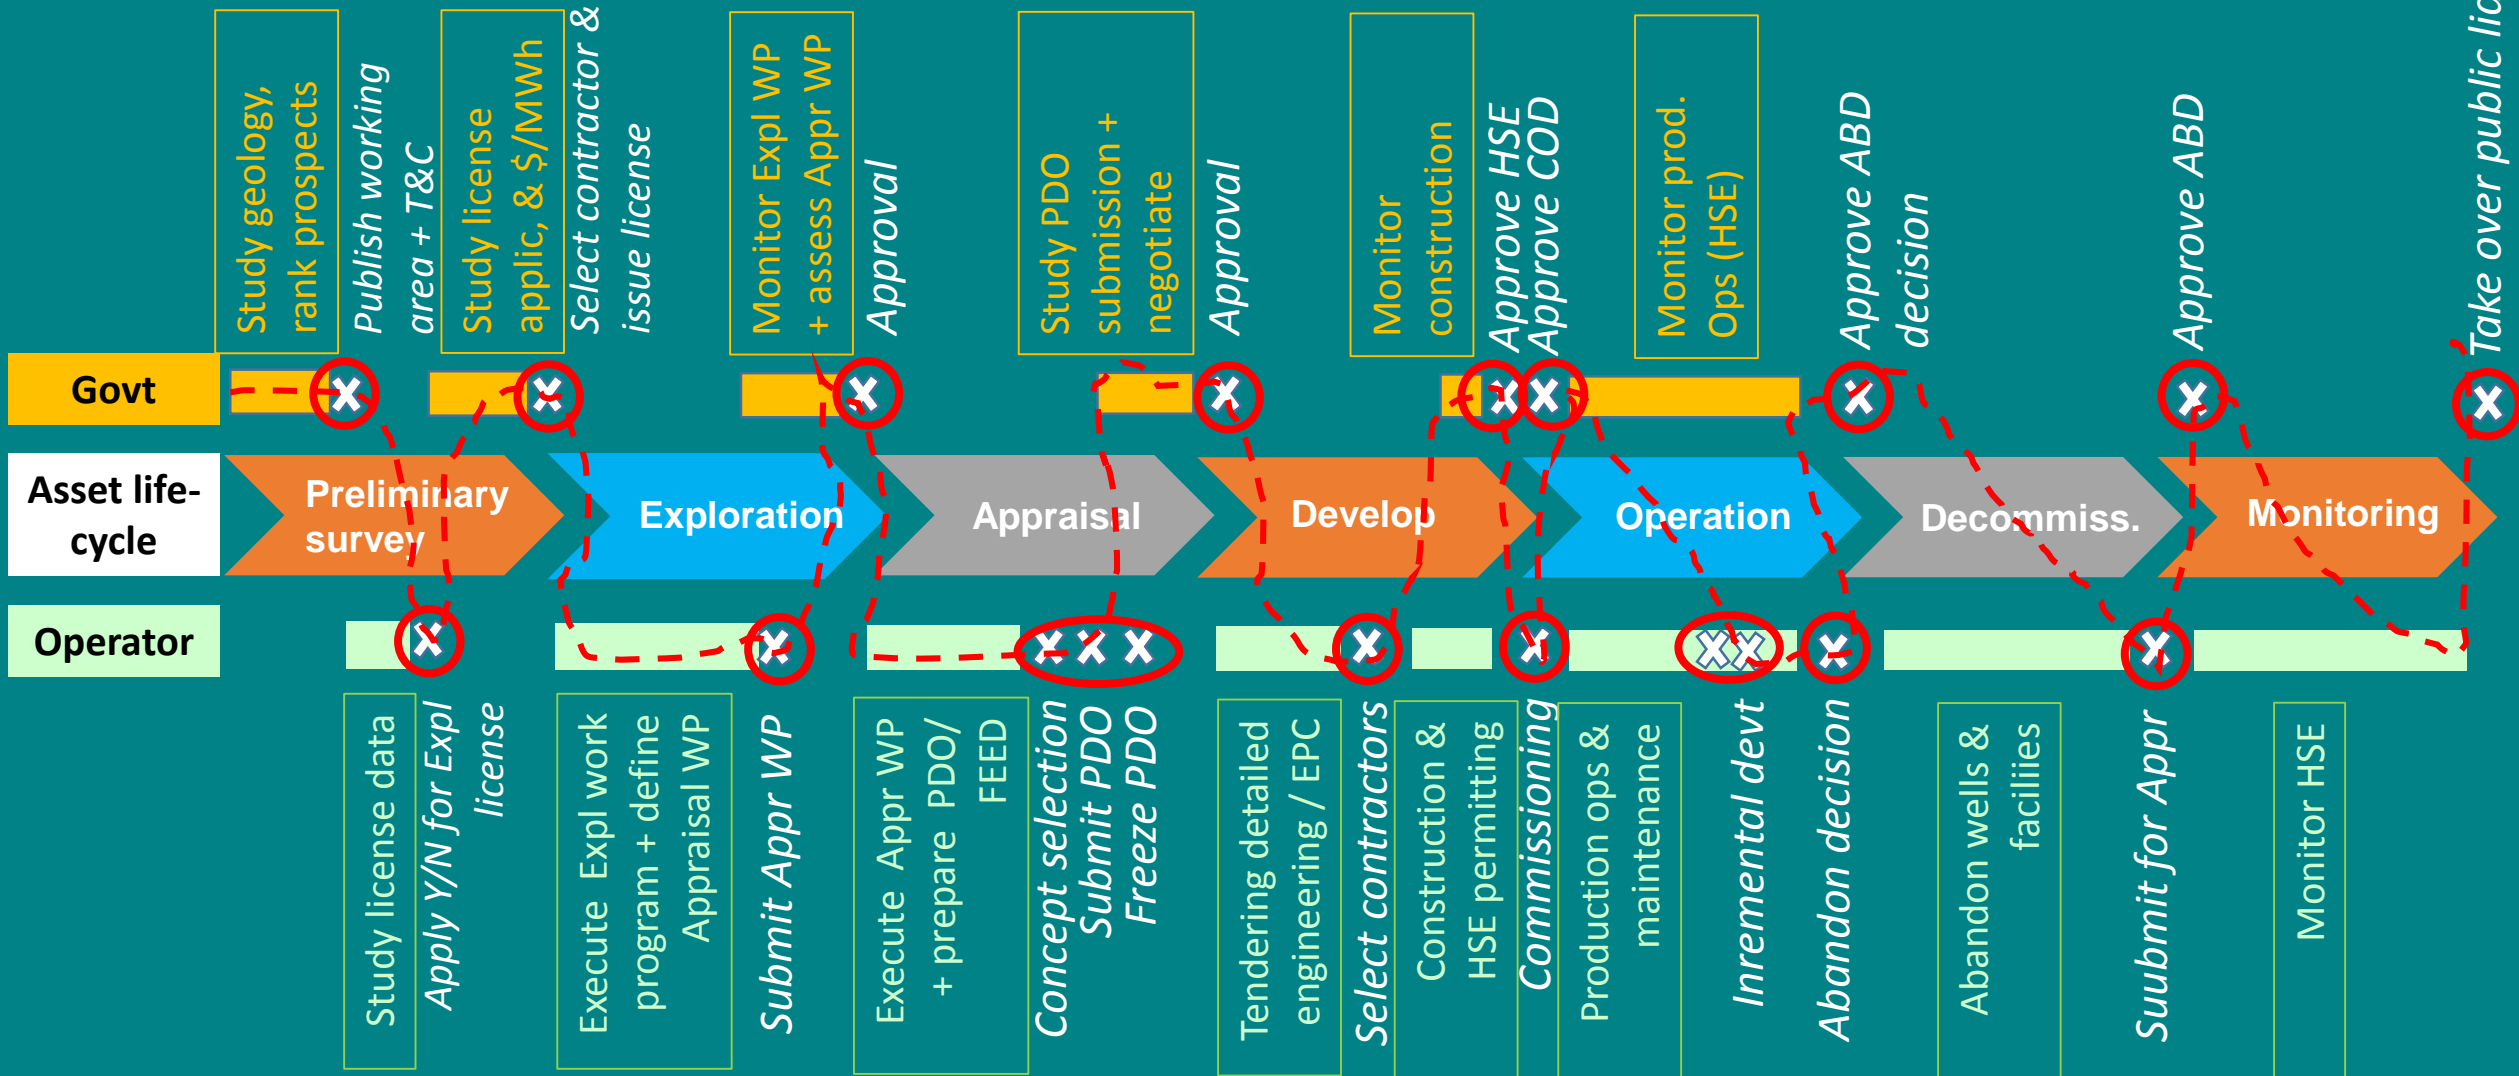 Study geology,
rank prospects
Publish working
area + T&C
Study license
applic, & $/MWh
Select contractor &
issue license
Monitor Expl WP
+ assess Appr WP
Approval
Study PDO
submission +
negotiate
Approval
Monitor
construction
Approve HSE
Approve COD
Monitor prod.
Ops (HSE)
Approve ABD
decision
Approve ABD
Take over public
Govt
Asset life-
cycle
Preliminary
survey
Exploration
Appraisal
Develop
Operation
Decommiss.
Monitoring
Operator
Study license data
Apply Y/N for Expl
license
Execute Expl work
program + define
Appraisal WP
Submit Appr WP
Execute Appr WP
+ prepare PDO/
FEED
Concept selection
Submit PDO
Freeze PDO
Tendering detailed
engineering / EPC
Select contractors
Construction &
HSE permitting
Commissioning
Production ops &
maintenance
Inremental devt
Abandon decision
Abandon wells &
faciliies
Suubmit for Appr
Monitor HSE